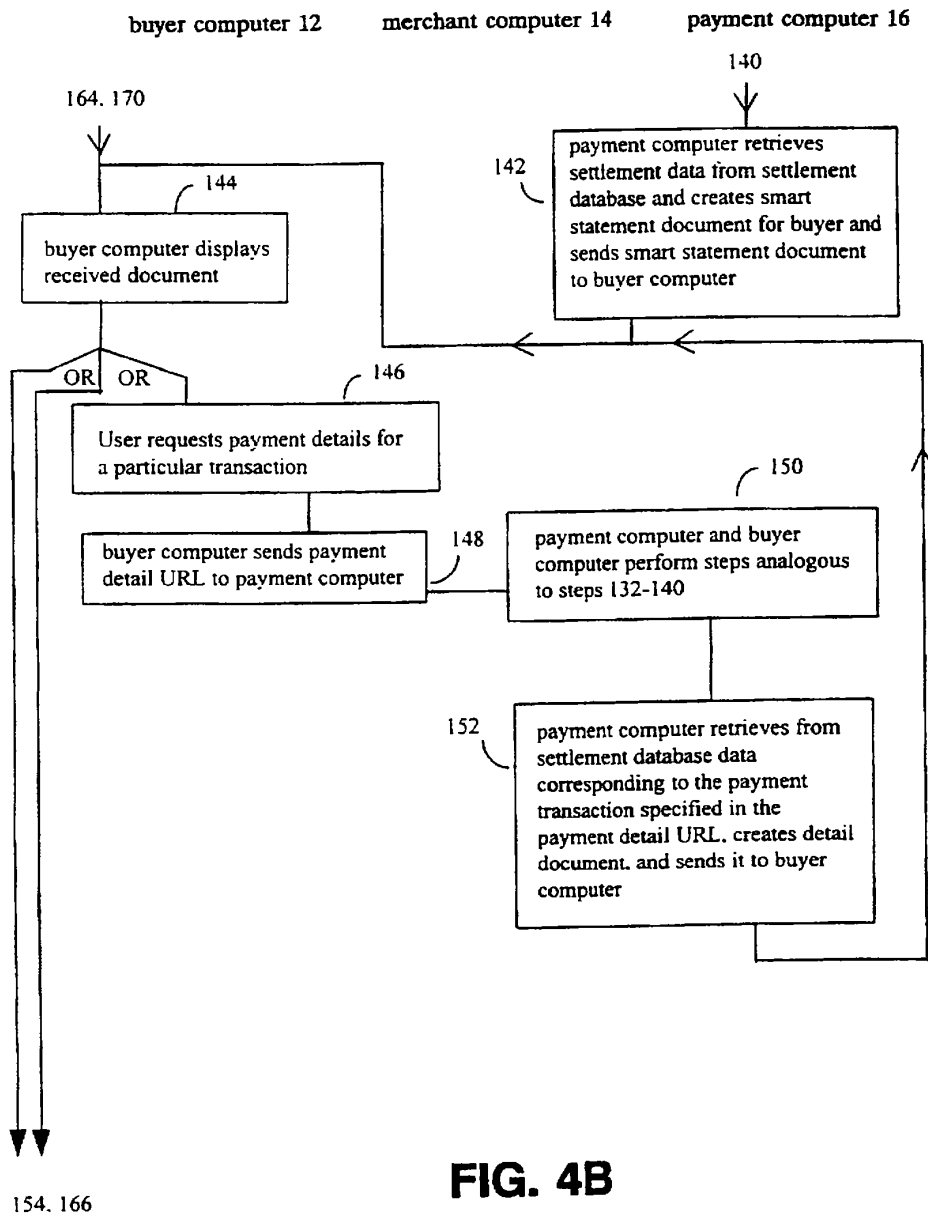 buyer computer 12 merchant computer 14 payment computer 16
140
164. 170
142
payment computer retrieves
settlement data from settlement
database and creates smart
statement document for buyer and
sends smart statement document
to buyer computer
144
buyer computer displays
received document
OR OR
146
User requests payment details for
a particular transaction
buyer computer sends payment
detail URL to payment computer
148
150
payment computer and buyer
computer perform steps analogous
to steps 132-140
152
payment computer retrieves from
settlement database data
corresponding to the payment
transaction specified in the
payment detail URL. creates detail
document. and sends it to buyer
computer
FIG. 4B
154, 166